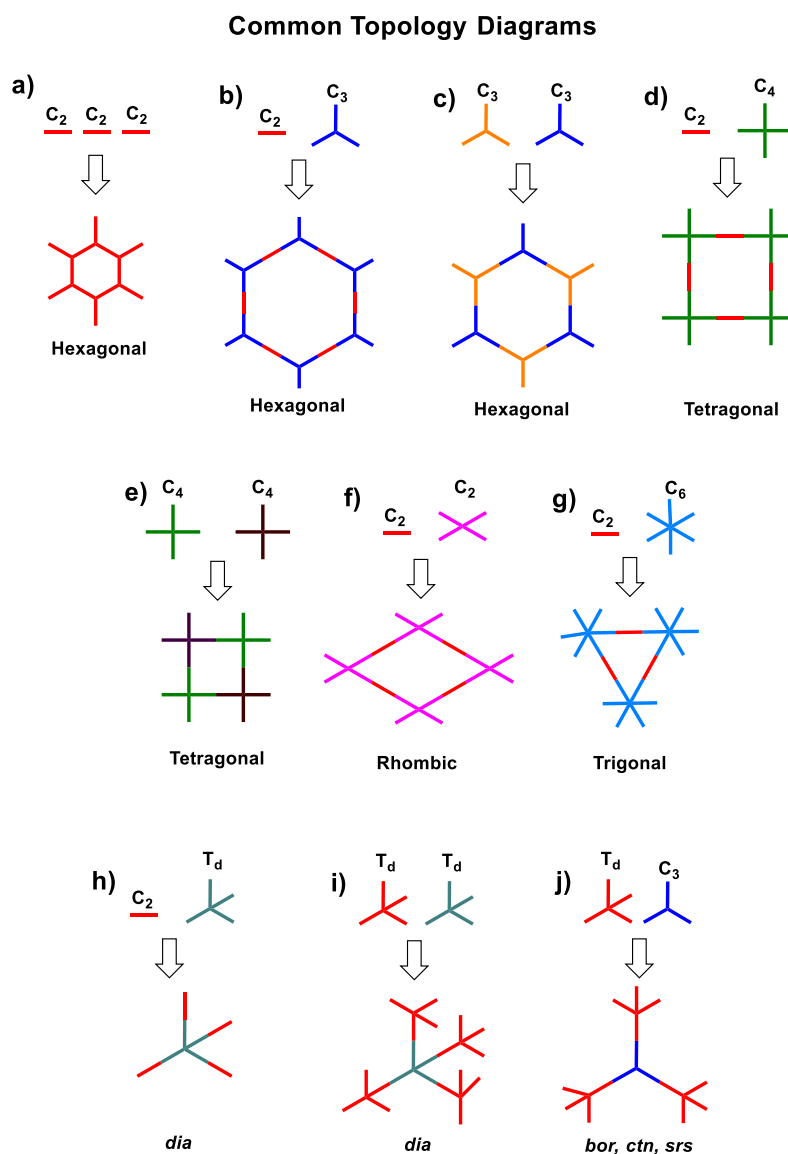 Common Topology Diagrams
a) b) c) d)
C2 C2 C2 C2 C3 C3 C3 C2 C4
Hexagonal Hexagonal Hexagonal Tetragonal
e) f) g)
C4 C4 C2 C2 C2 C6
Tetragonal Rhombic Trigonal
h) i) j)
C2 Td Td Td Td C3
dia dia bor, ctn, srs